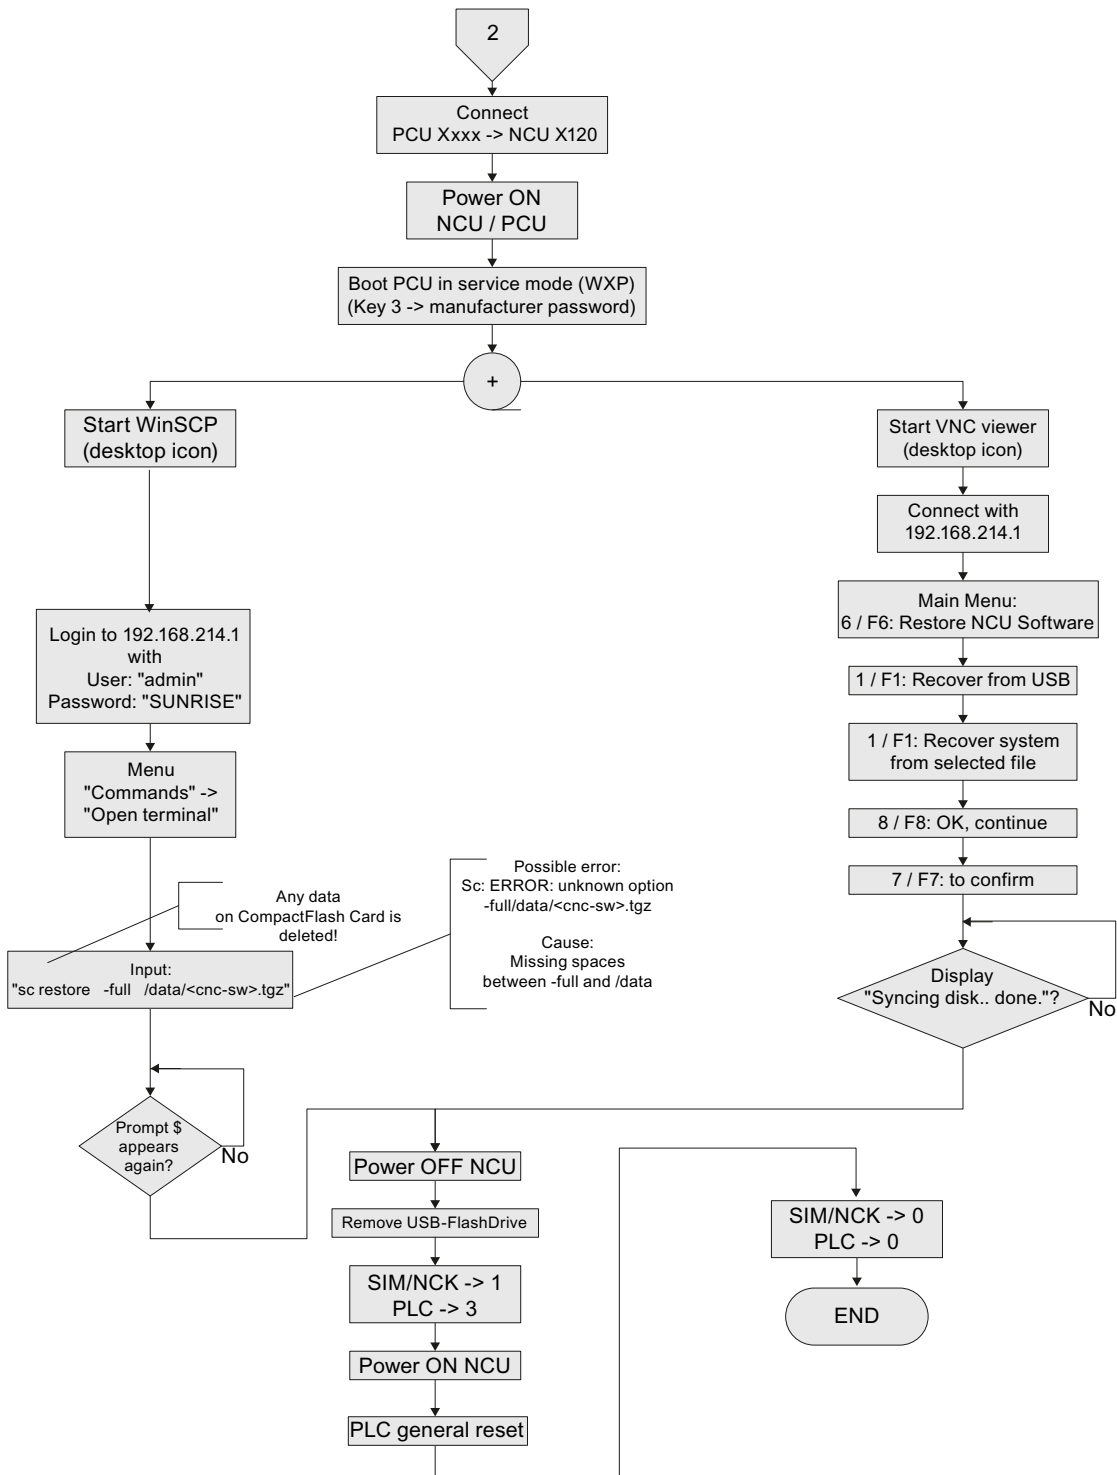 2
Connect
PCU Xxxx -> NCU X120
Power ON
NCU / PCU
Boot PCU in service mode (WXP)
(Key 3 -> manufacturer password)
+
Start WinSCP
(desktop icon)
Login to 192.168.214.1
with
User: "admin"
Password: "SUNRISE"
Menu
"Commands" ->
"Open terminal"
Any data
on CompactFlash Card is
deleted!
Possible error:
Sc: ERROR: unknown option
-full/data/<cnc-sw>.tgz
Cause:
Missing spaces
between -full and /data
Input:
"sc restore   -full   /data/<cnc-sw>.tgz"
Prompt $
appears
again?
No
Start VNC viewer
(desktop icon)
Connect with
192.168.214.1
Main Menu:
6 / F6: Restore NCU Software
1 / F1: Recover from USB
1 / F1: Recover system
from selected file
8 / F8: OK, continue
7 / F7: to confirm
Display
"Syncing disk.. done."?
No
Power OFF NCU
Remove USB-FlashDrive
SIM/NCK -> 1
PLC -> 3
Power ON NCU
PLC general reset
SIM/NCK -> 0
PLC -> 0
END